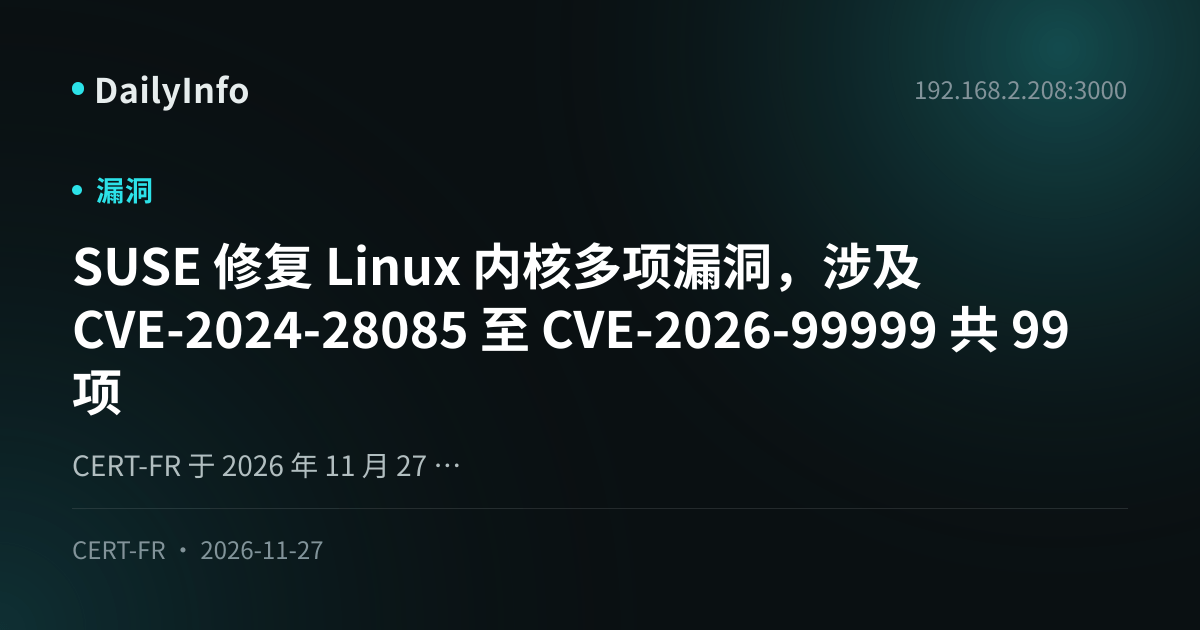 DailyInfo
192.168.2.208:3000
漏洞
SUSE 修复 Linux 内核多项漏洞，涉及
CVE-2024-28085 至 CVE-2026-99999 共 99
项
CERT-FR 于 2026 年 11 月 27 …
CERT-FR • 2026-11-27